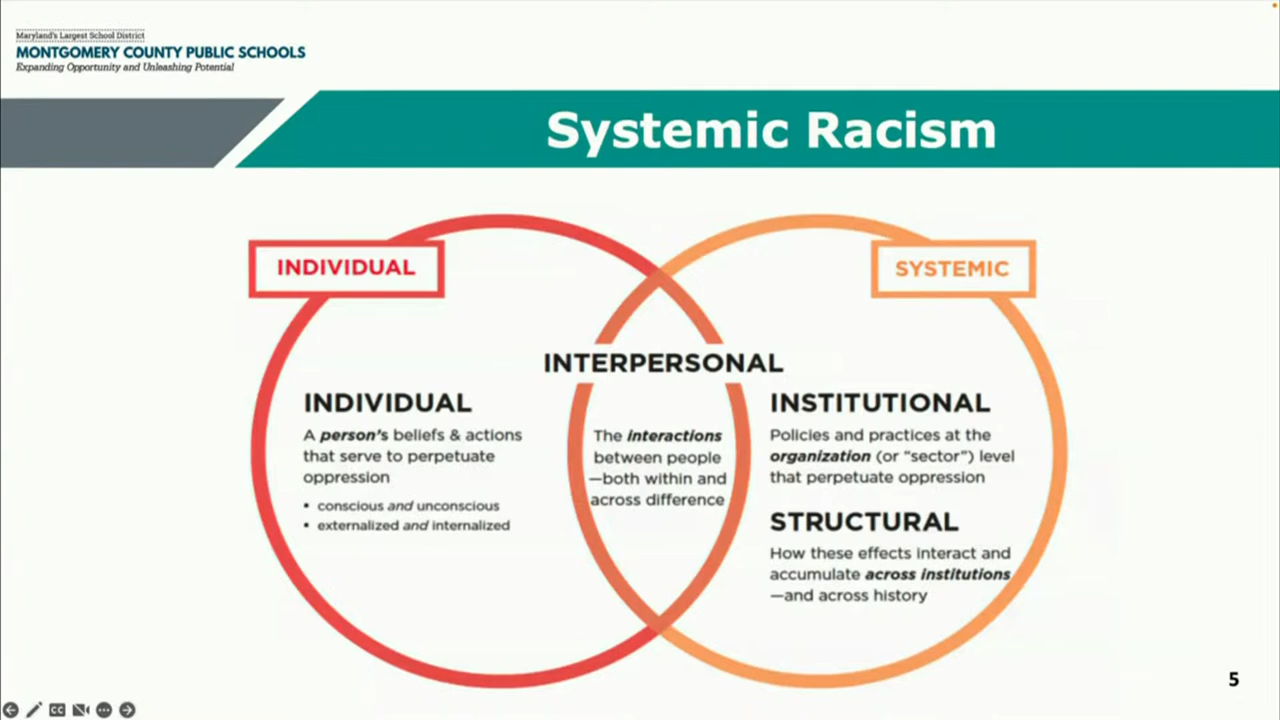 Maryland's Largest School District
MONTGOMERY COUNTY PUBLIC SCHOOLS
Expanding Opportunity and Unleashing Potential
Systemic Racism
INDIVIDUAL
SYSTEMIC
INTERPERSONAL
INDIVIDUAL
A person's beliefs & actions
that serve to perpetuate
oppression
• conscious and unconscious
• externalized and internalized
The interactions
between people
—both within and
across difference
INSTITUTIONAL
Policies and practices at the
organization (or "sector") level
that perpetuate oppression
STRUCTURAL
How these effects interact and
accumulate across institutions
—and across history
5
CC